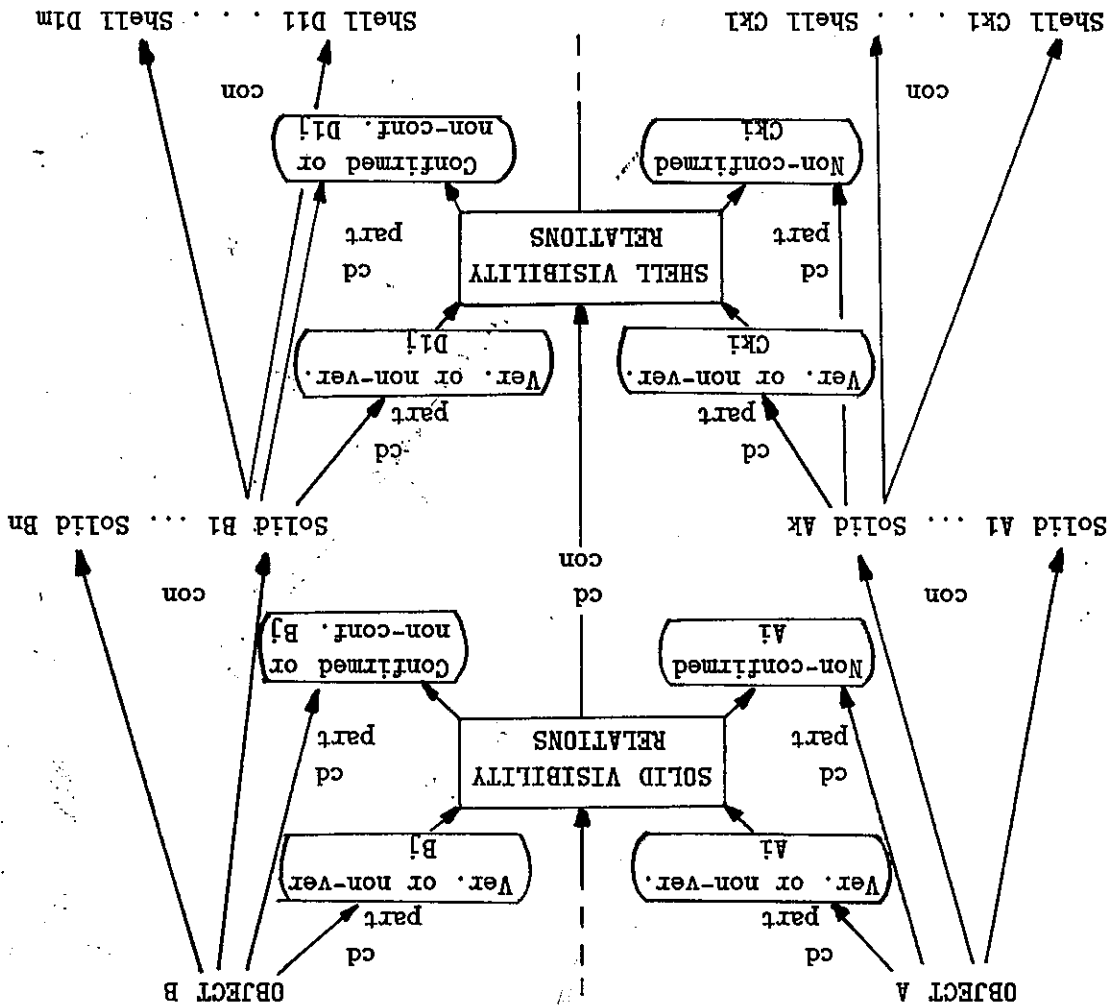 OBJECT A
OBJECT B
cd
part
cd
part
Ver. or non-ver.
Ai
Ver. or non-ver
Bj
cd
part
SOLID VISIBILITY
RELATIONS
cd
part
Non-confirmed
Ai
Confirmed or
non-conf. Bj
con
cd
con
con
Solid A1 ... Solid Ak
Solid B1 ... Solid Bn
cd
part
cd
part
Ver. or non-ver.
Cki
Ver. or non-ver.
D1j
cd
part
SHELL VISIBILITY
RELATIONS
cd
part
Non-confirmed
Cki
Confirmed or
non-conf. D1j
con
con
Shell Ck1 . . . Shell Ckl
Shell D11 . . . Shell D1m